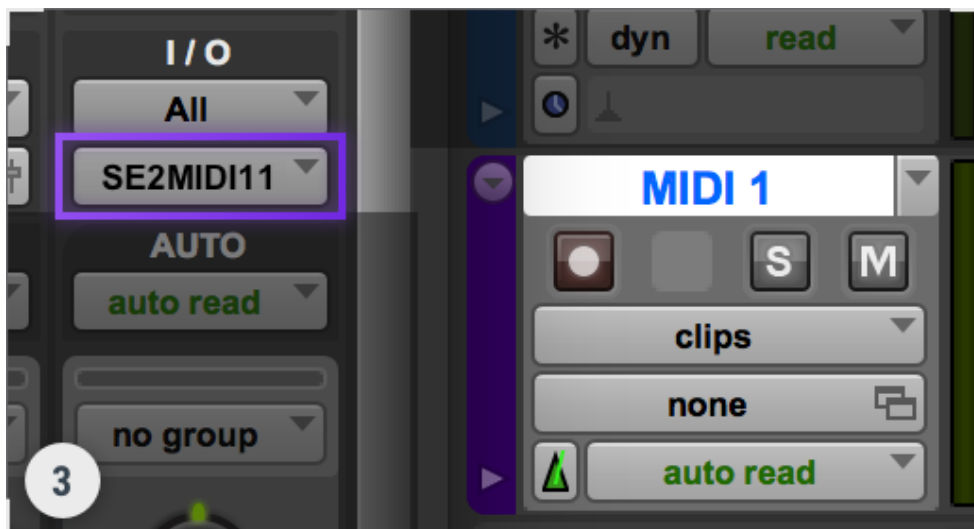 I / O
All
SE2MIDI11
AUTO
auto read
no group
3
* dyn read
MIDI 1
S M
clips
none
auto read